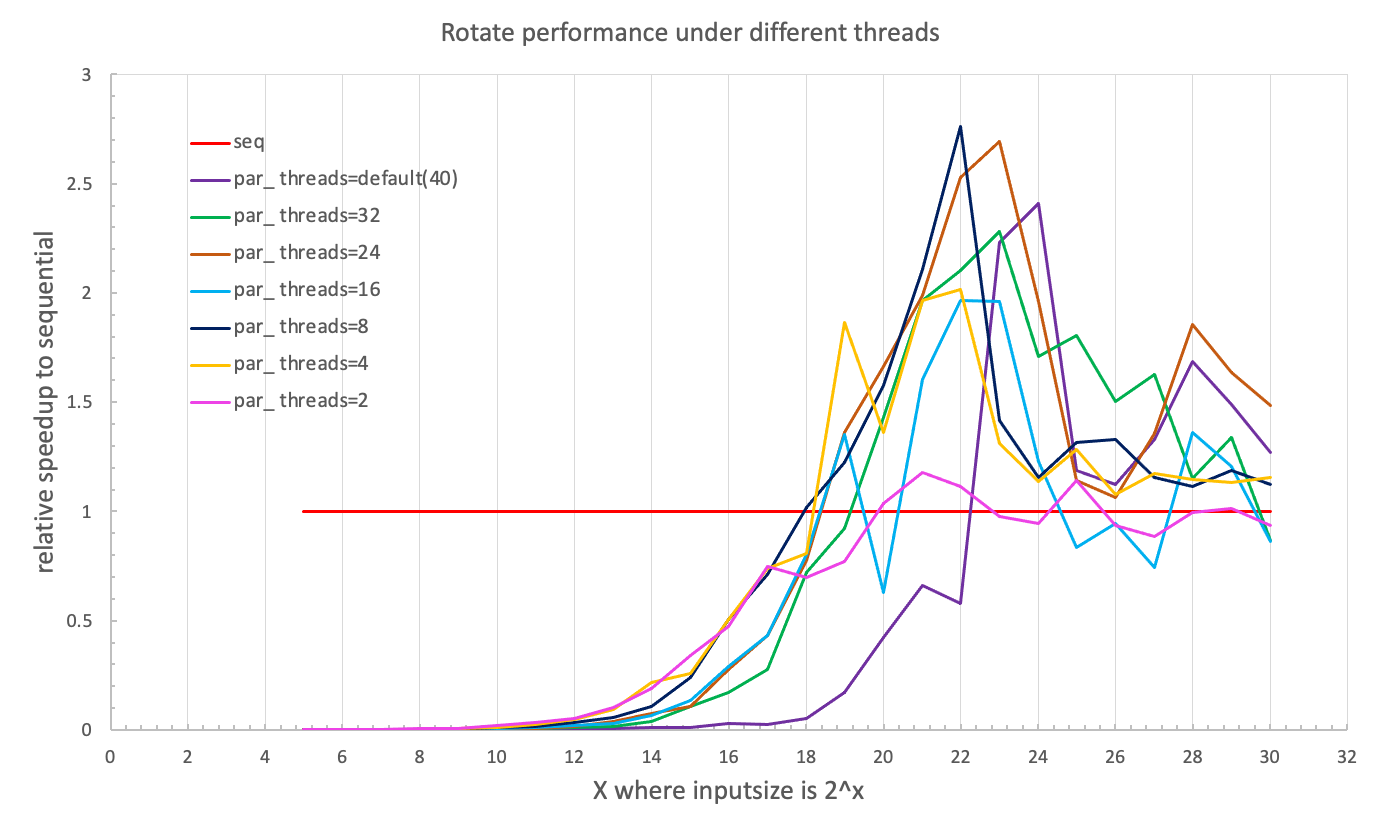 Rotate performance under different threads
3
2.5
2
1.5
1
0.5
0
relative speedup to sequential
seq
par_ threads=default(40)
par_ threads=32
par_ threads=24
par_ threads=16
par_ threads=8
par_ threads=4
par_ threads=2
0 2 4 6 8 10 12 14 16 18 20 22 24 26 28 30 32
X where inputsize is 2^x